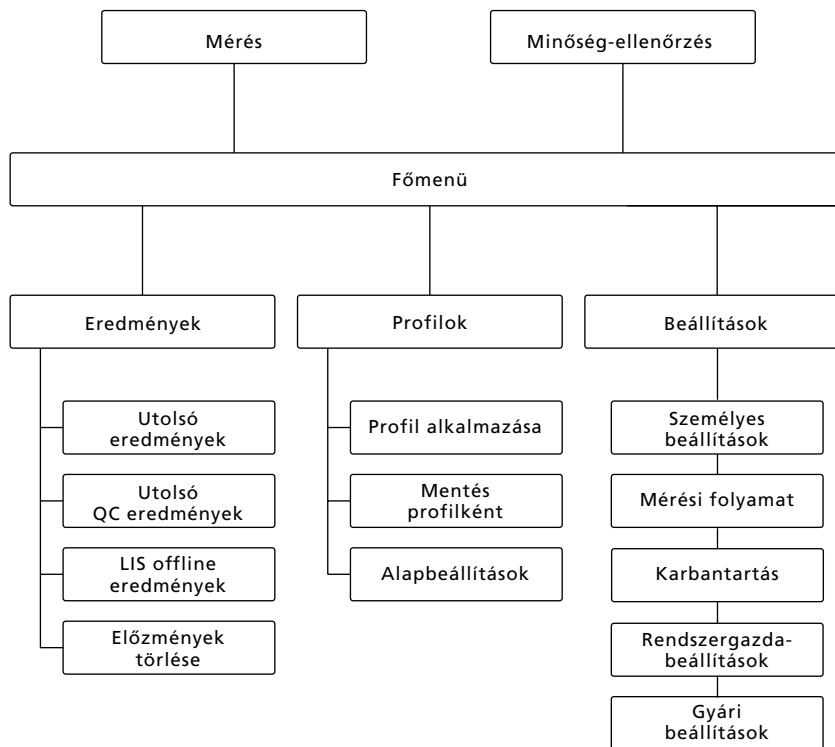 Mérés
Minőség-ellenőrzés
Főmenü
Eredmények
Utolsó
eredmények
Utolsó
QC eredmények
LIS offline
eredmények
Előzmények
törlése
Profilok
Profil alkalmazása
Mentés
profilként
Alapbeállítások
Beállítások
Személyes
beállítások
Mérési folyamat
Karbantartás
Rendszergazda-
beállítások
Gyári
beállítások